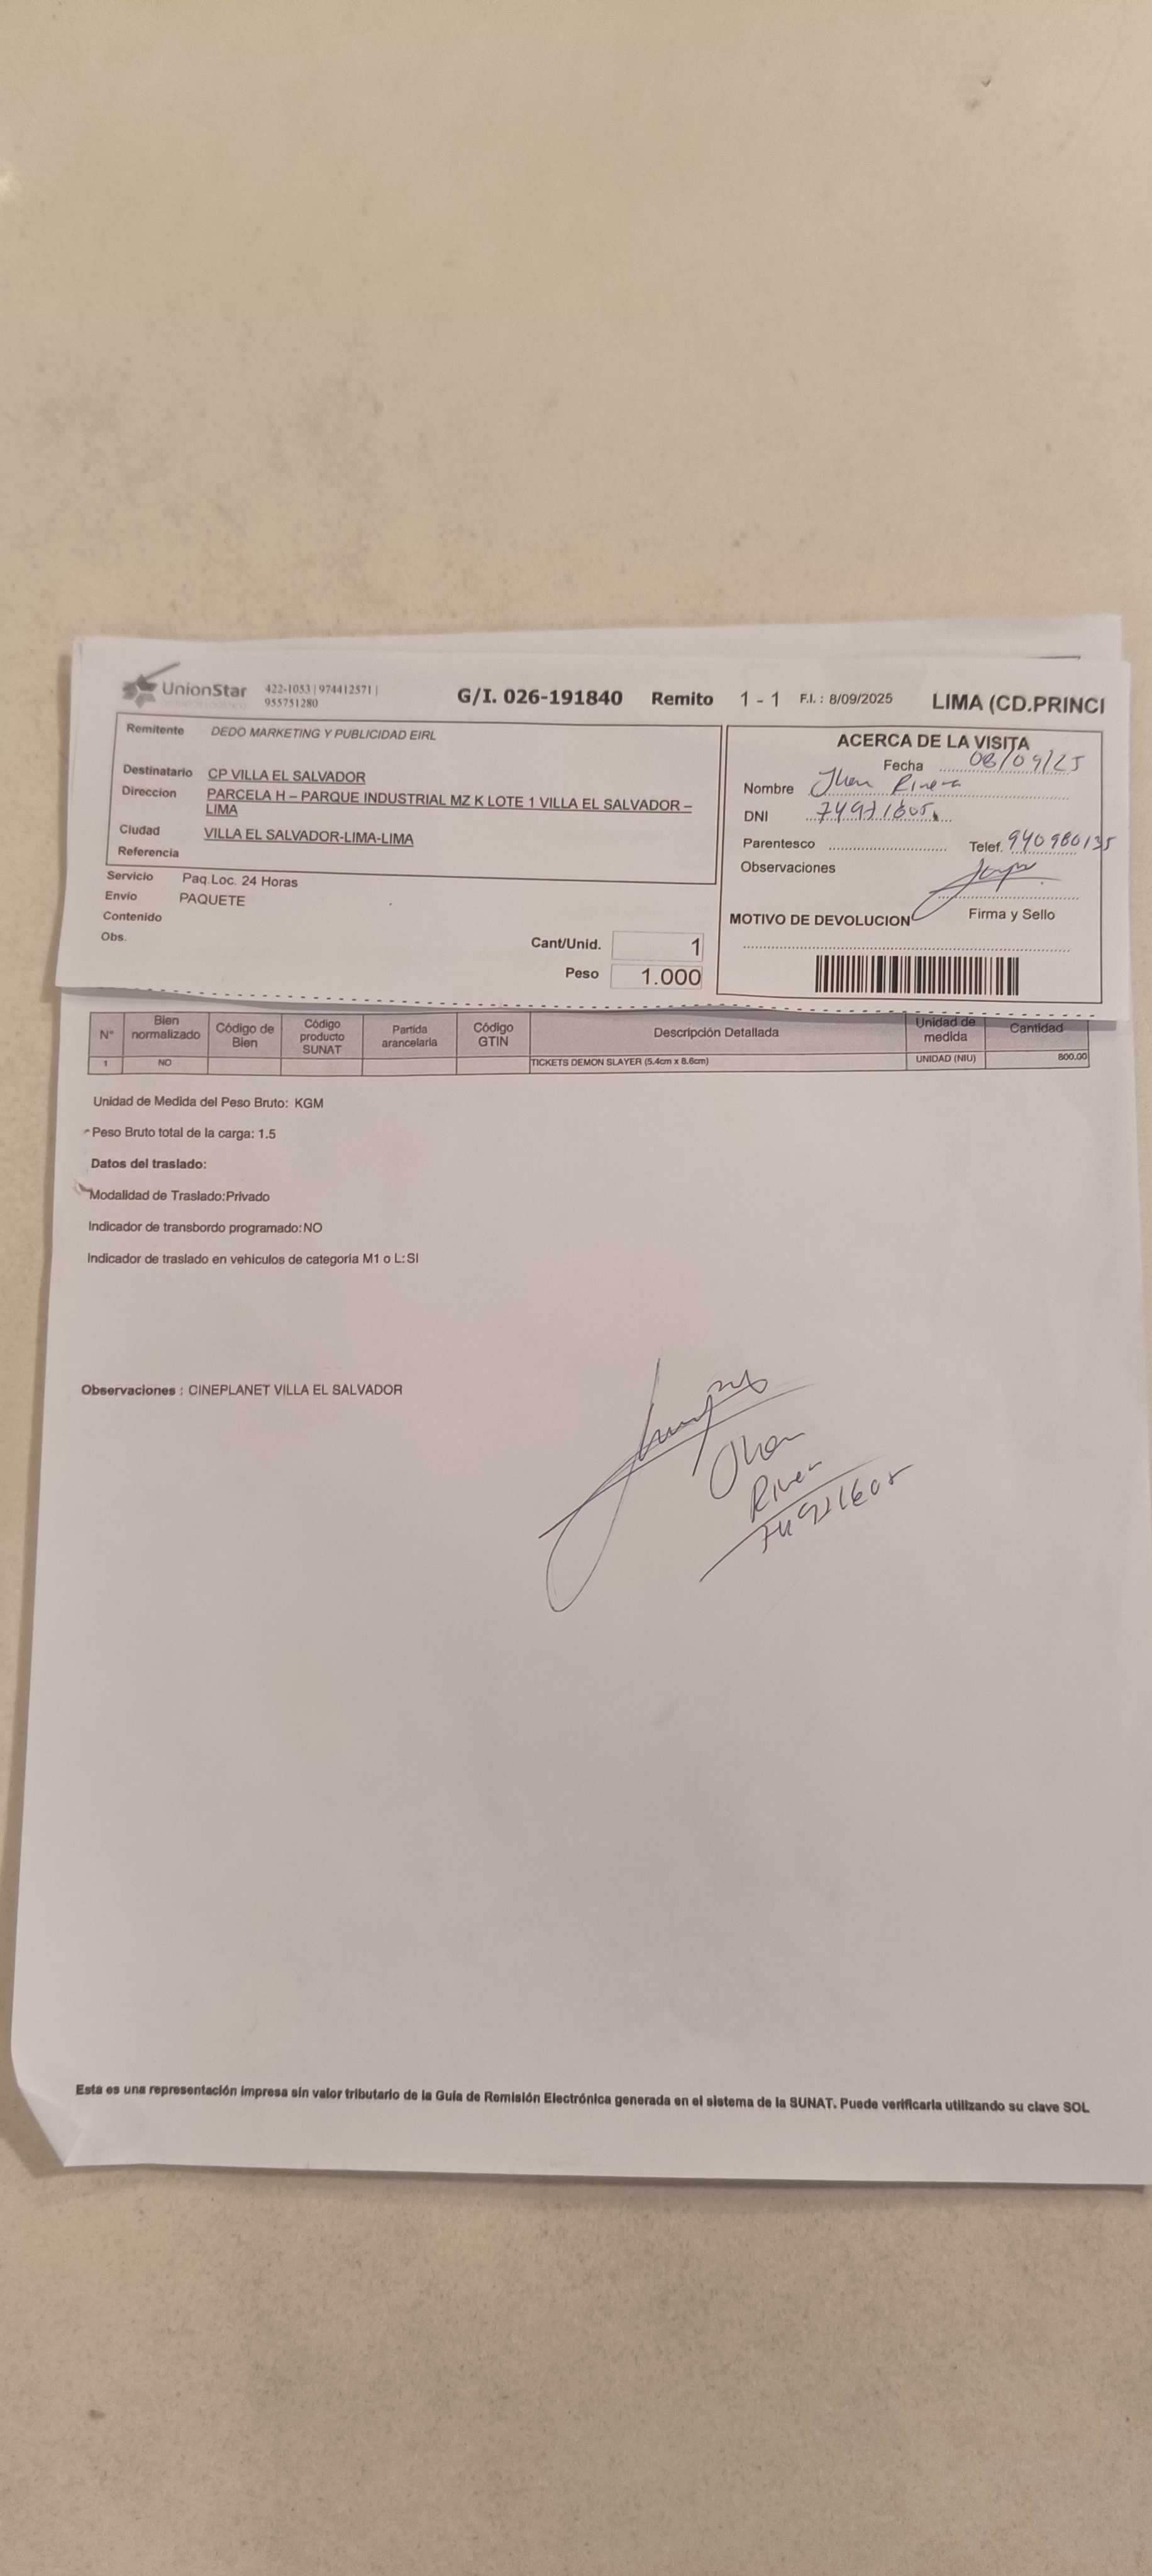 UnionStar 422-1053 | 974412571 | 955751280 G/I. 026-191840 Remito 1 - 1 F.I. : 8/09/2025 LIMA (CD.PRINCI
Remitente DEDO MARKETING Y PUBLICIDAD EIRL
Destinatario CP VILLA EL SALVADOR
Direccion PARCELA H – PARQUE INDUSTRIAL MZ K LOTE 1 VILLA EL SALVADOR –
LIMA
Ciudad VILLA EL SALVADOR-LIMA-LIMA
Referencia
Servicio Paq.Loc. 24 Horas
Envio PAQUETE
Contenido
Obs.
Cant/Unid. 1
Peso 1.000
ACERCA DE LA VISITA
Fecha 08/09/25
Nombre Jhon Rivera
DNI 74971605
Parentesco Telef. 940980135
Observaciones
Firma y Sello
MOTIVO DE DEVOLUCION
N° Bien normalizado Código de Bien Código producto SUNAT Partida arancelaria Código GTIN Descripción Detallada Unidad de medida Cantidad
1 NO TICKETS DEMON SLAYER (5.4cm x 8.6cm) UNIDAD (NIU) 800.00
Unidad de Medida del Peso Bruto: KGM
Peso Bruto total de la carga: 1.5
Datos del traslado:
Modalidad de Traslado:Privado
Indicador de transbordo programado:NO
Indicador de traslado en vehículos de categoría M1 o L:SI
Observaciones : CINEPLANET VILLA EL SALVADOR
Jhon
Esta es una representación impresa sin valor tributario de la Guía de Remisión Electrónica generada en el sistema de la SUNAT. Puede verificarla utilizando su clave SOL